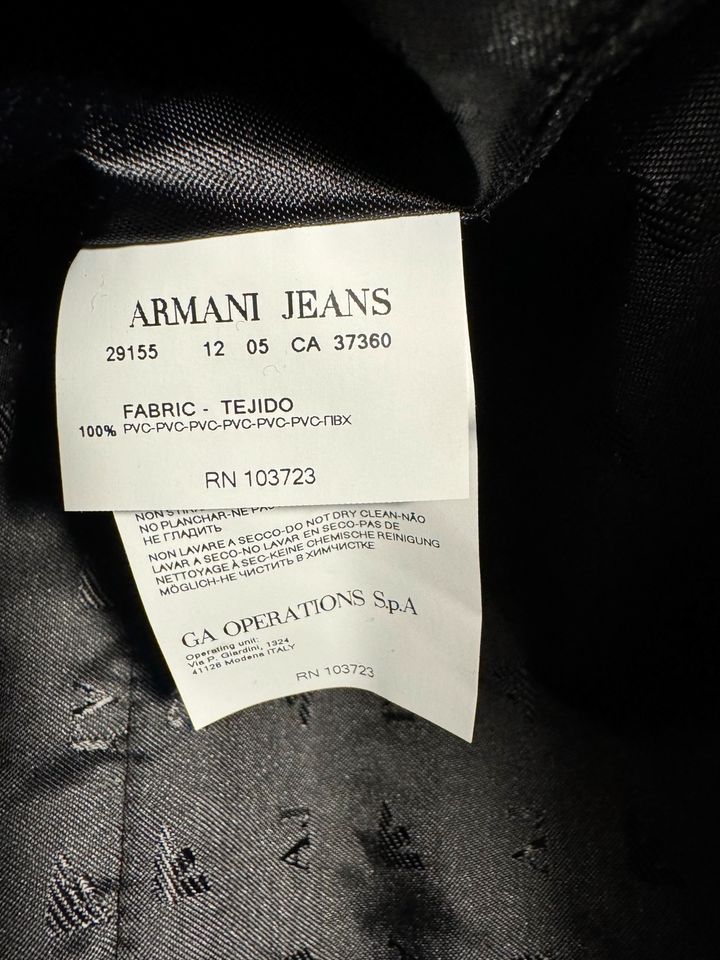 ARMANI JEANS
29155 12 05 CA 37360
FABRIC - TEJIDO
100% PVC-PVC-PVC-PVC-PVC-PVC-ПВХ
RN 103723
NO PLANCHAR-NE
НЕ ГЛАДИТЬ
NON LAVARE A SECCO-DO NOT DRY CLEAN-NÃO
LAVAR A SECO-NO LAVAR EN SECO-PAS DE
NETTOYAGE À SEC-KEINE CHEMISCHE REINIGUNG
MÖGLICH-НЕ ЧИСТИТЬ В ХИМЧИСТКЕ
GA OPERATIONS S.p.A
Operating unit:
Via P. Giardini, 1324
41126 Modena ITALY
RN 103723
AJ